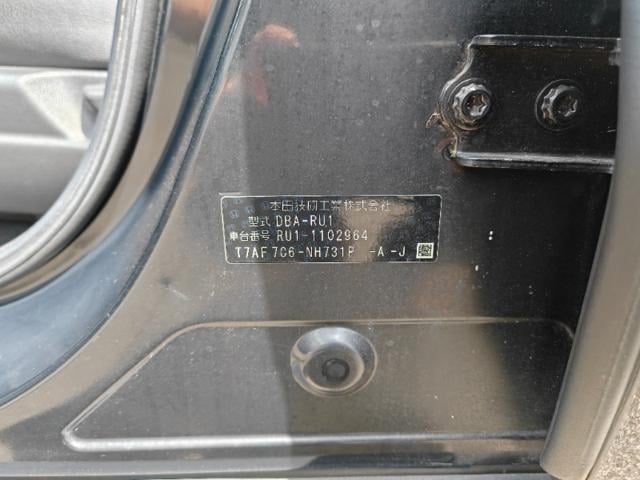 本田技研工業株式会社
型式 DBA-RU1
車台番号 RU1-1102964
T7AF7C6-NH731P -A-J